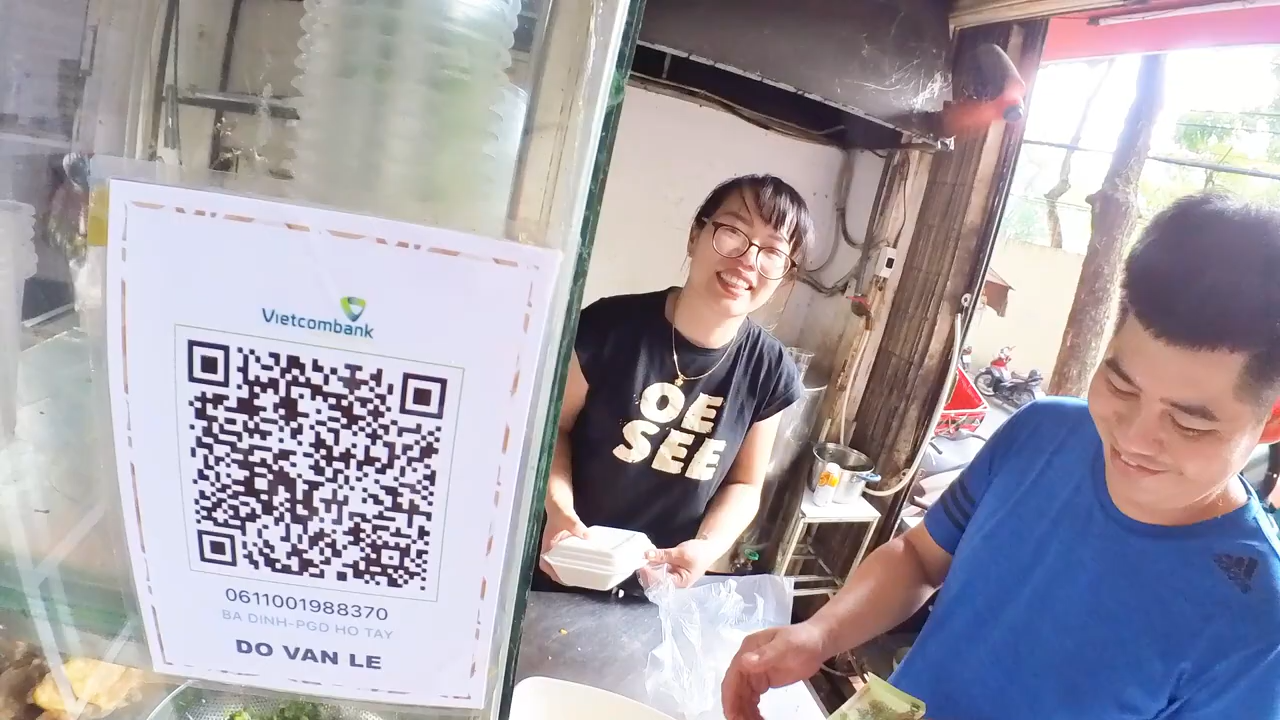 Vietcombank
0611001988370
BA DINH-PGD HO TAY
DO VAN LE
OE
SEE